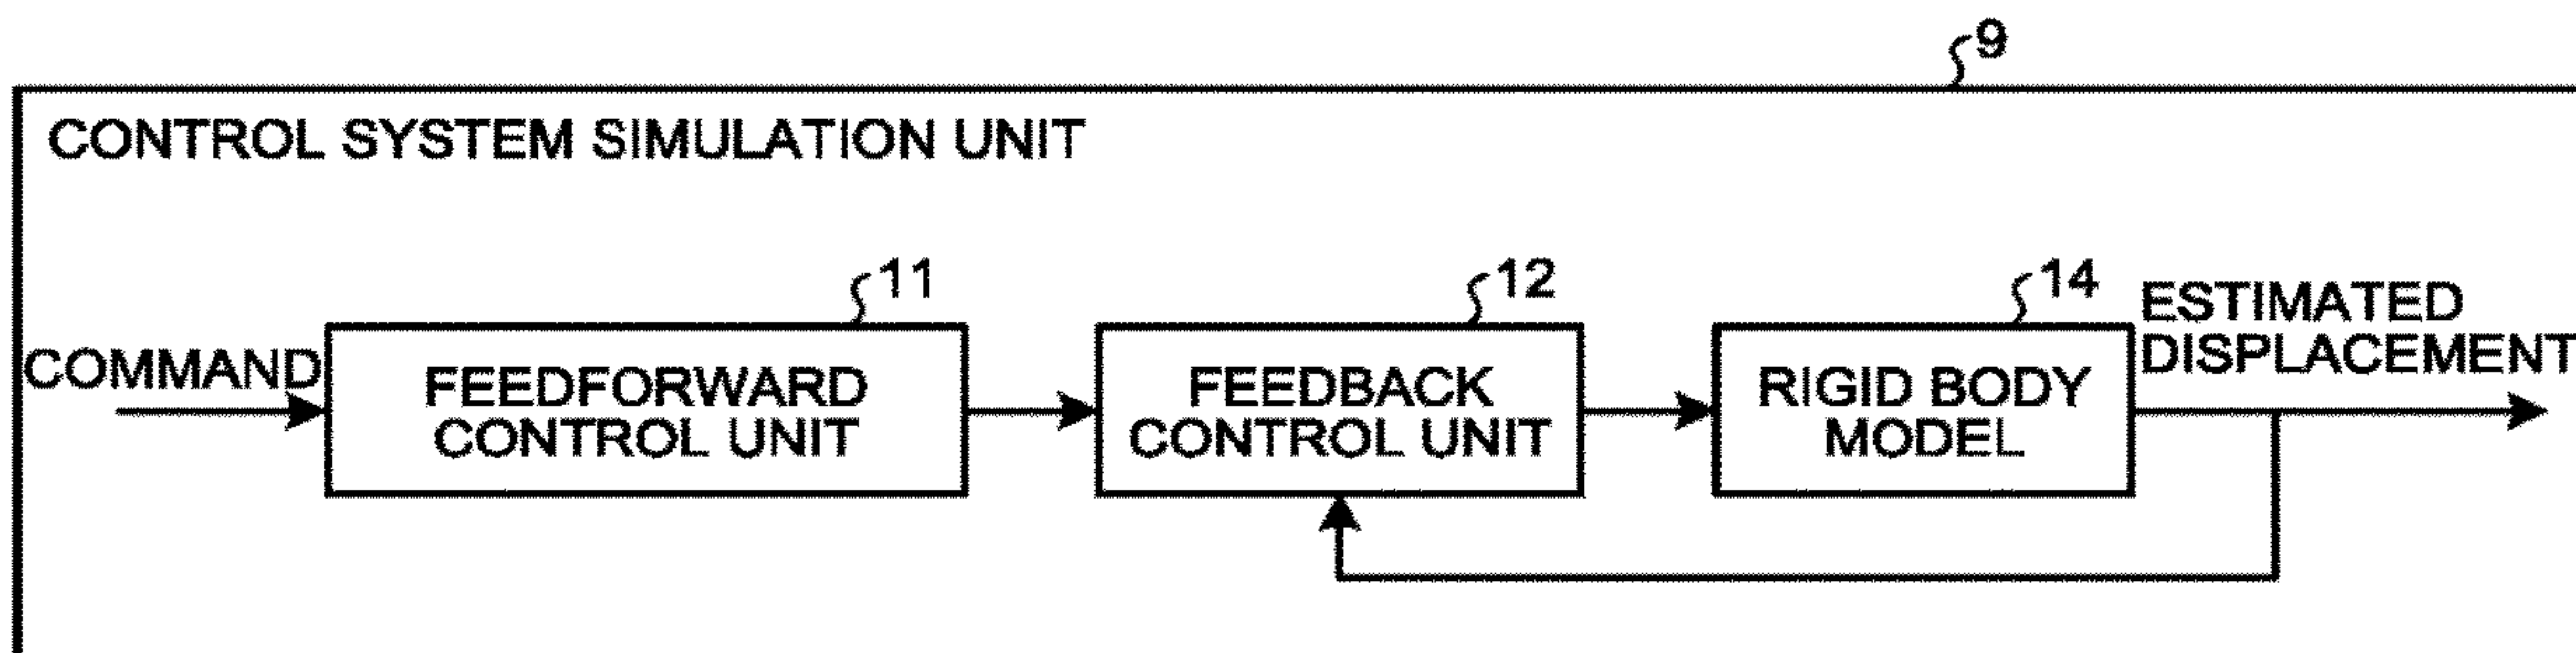 9
CONTROL SYSTEM SIMULATION UNIT
COMMAND
11
FEEDFORWARD
CONTROL UNIT
12
FEEDBACK
CONTROL UNIT
14
RIGID BODY
MODEL
ESTIMATED
DISPLACEMENT